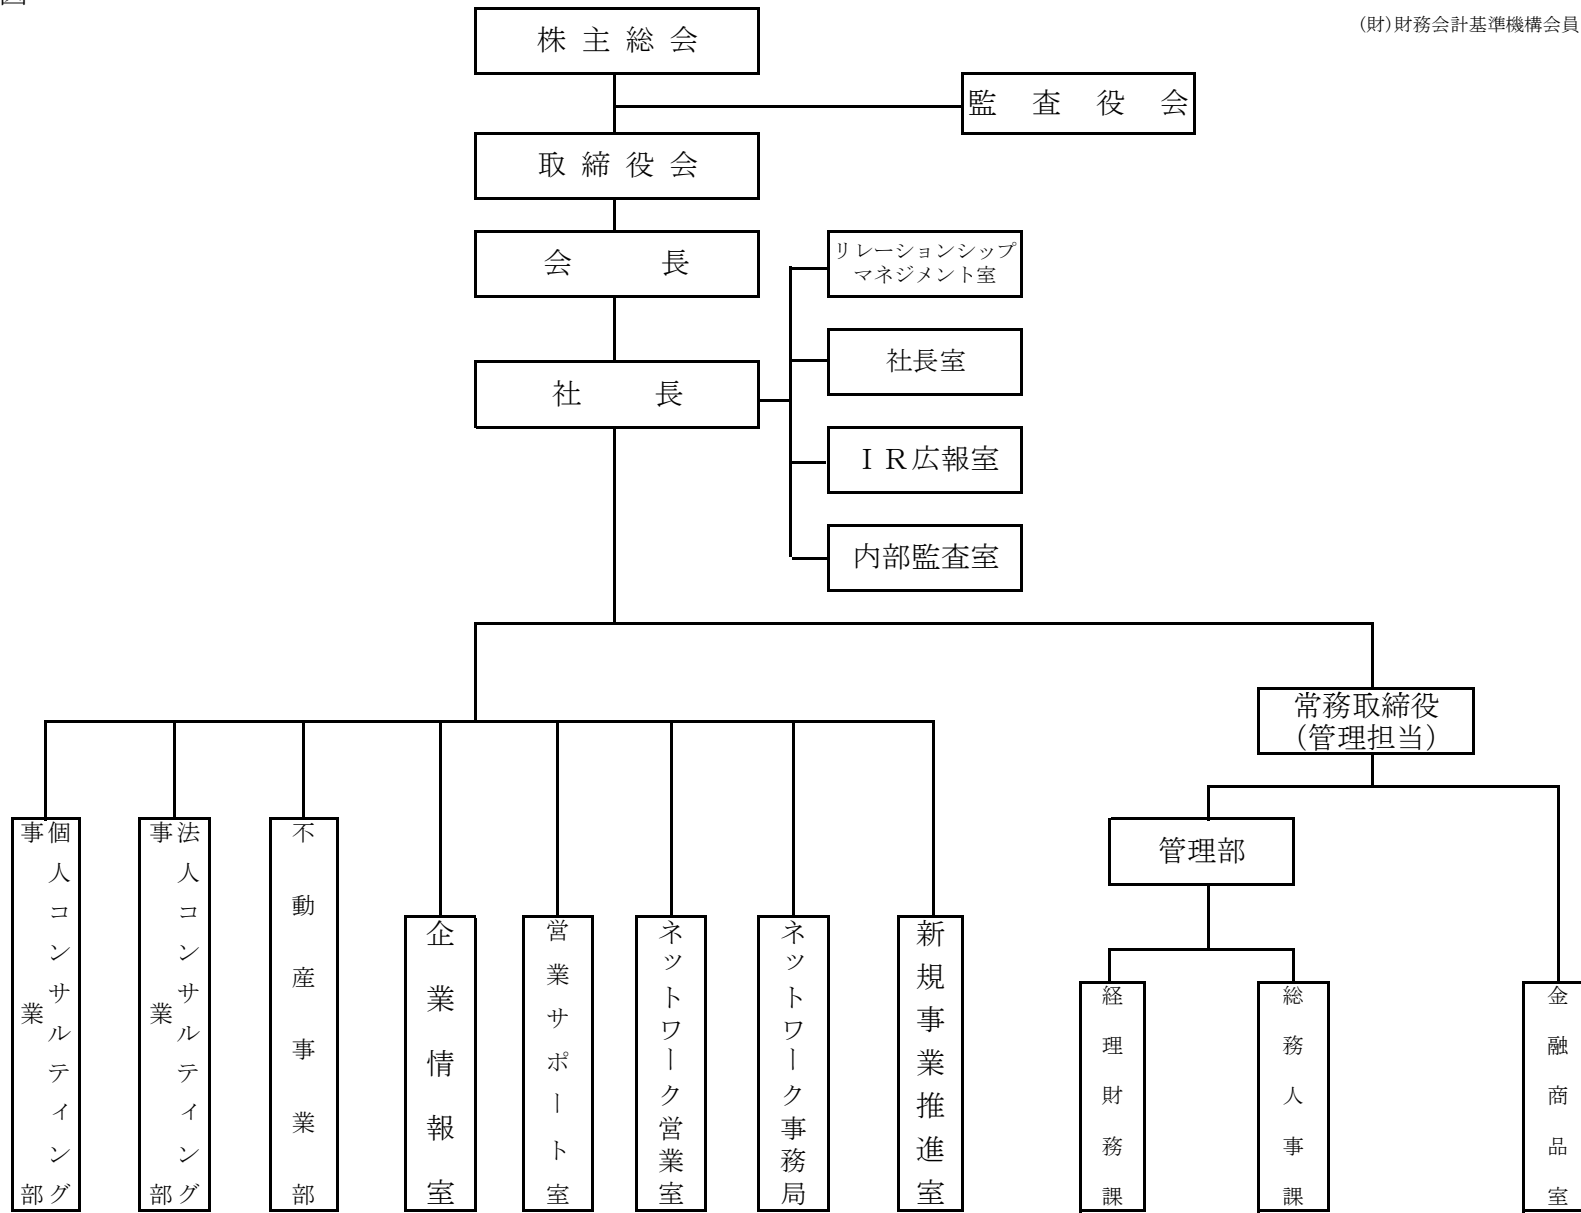 (財)財務会計基準機構会員
株主総会
監査役会
取締役会
会長
リレーションシップ
マネジメント室
社長室
社長
ＩＲ広報室
内部監査室
常務取締役
(管理担当)
管理部
個人コンサルティング
事業部
法人コンサルティング
事業部
不動産事業部
企業情報室
営業サポート室
ネットワーク営業室
ネットワーク事務局
新規事業推進室
経理財務課
総務人事課
金融商品室